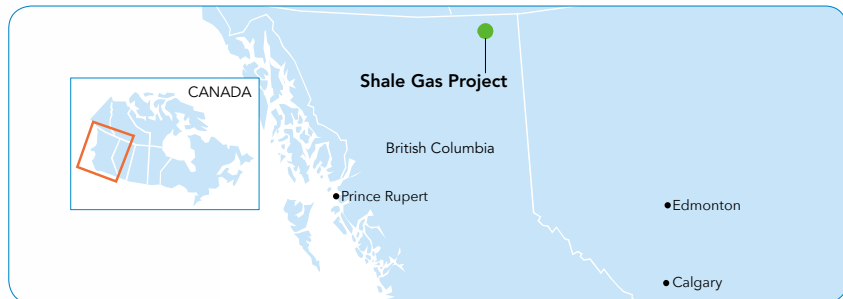 CANADA
Shale Gas Project
British Columbia
Prince Rupert
Edmonton
Calgary